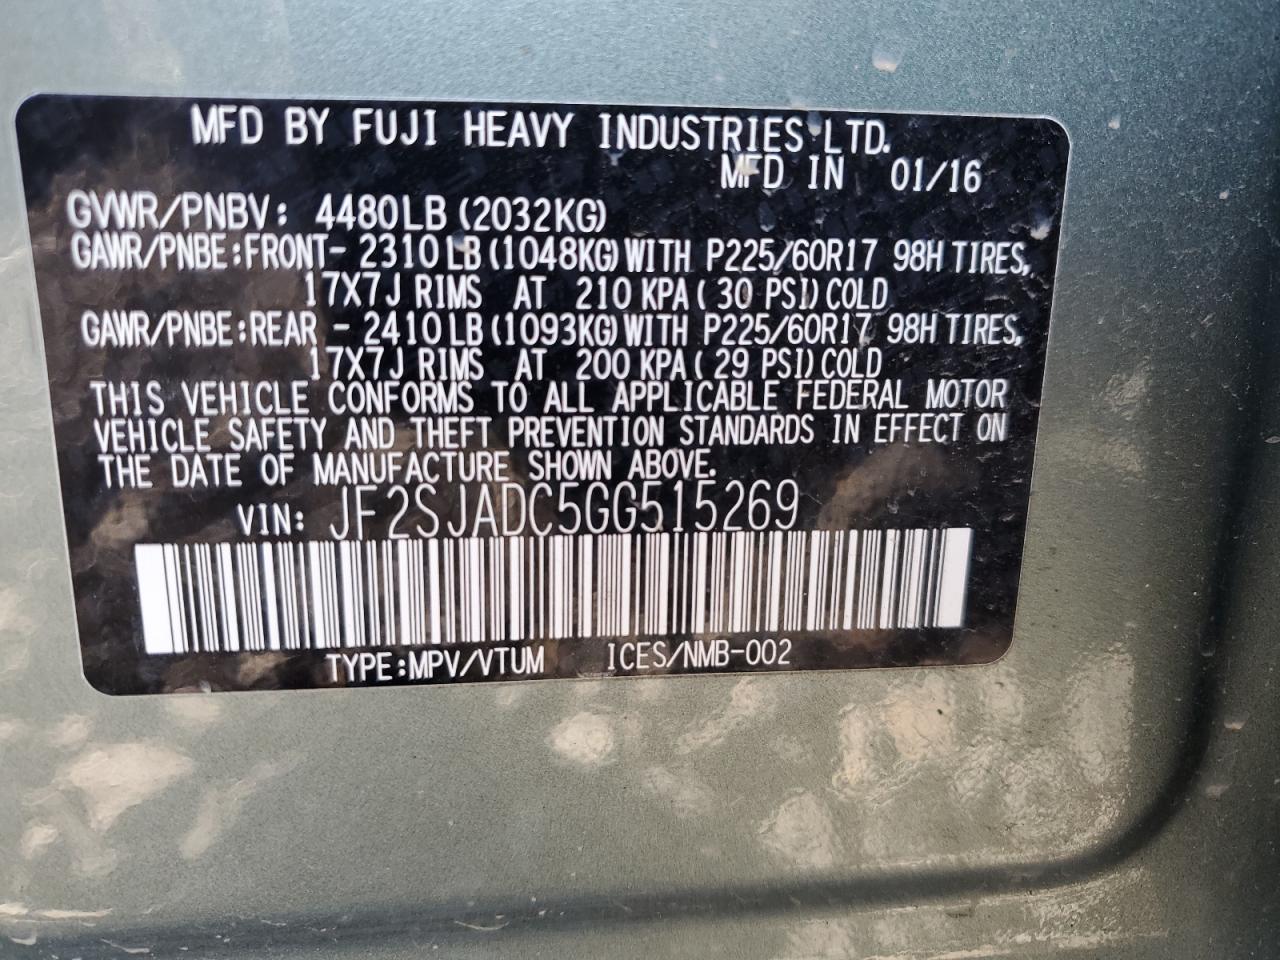 MFD BY FUJI HEAVY INDUSTRIES LTD.
MFD IN 01/16
GVWR/PNBV: 4480LB (2032KG)
GAWR/PNBE:FRONT- 2310LB (1048KG) WITH P225/60R17 98H TIRES,
17X7J RIMS AT 210 KPA ( 30 PSI) COLD
GAWR/PNBE:REAR - 2410LB (1093KG) WITH P225/60R17 98H TIRES,
17X7J RIMS AT 200 KPA ( 29 PSI) COLD
THIS VEHICLE CONFORMS TO ALL APPLICABLE FEDERAL MOTOR
VEHICLE SAFETY AND THEFT PREVENTION STANDARDS IN EFFECT ON
THE DATE OF MANUFACTURE SHOWN ABOVE.
VIN: JF2SJADC5GG515269
TYPE:MPV/VTUM ICES/NMB-002